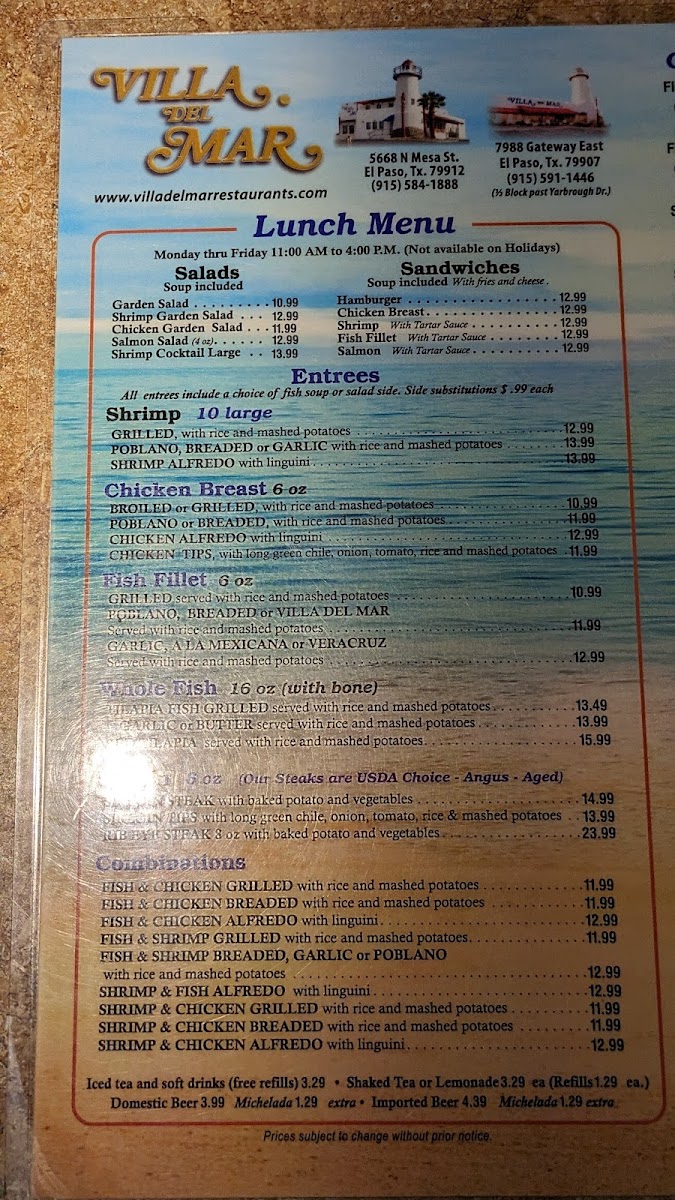 VILLA
DEL
MAR
www.villadelmarrestaurants.com
5668 N Mesa St.
El Paso, Tx. 79912
(915) 584-1888
VILLA DEL MAR
7988 Gateway East
El Paso, Tx. 79907
(915) 591-1446
(½ Block past Yarbrough Dr.)
Lunch Menu
Monday thru Friday 11:00 AM to 4:00 P.M. (Not available on Holidays)
Salads
Soup included
Garden Salad . . . . . . . . . . 10.99
Shrimp Garden Salad . . . 12.99
Chicken Garden Salad . . . 11.99
Salmon Salad (4 oz) . . . . . . 12.99
Shrimp Cocktail Large . . 13.99
Sandwiches
Soup included With fries and cheese .
Hamburger . . . . . . . . . . . . . . . . 12.99
Chicken Breast . . . . . . . . . . . . . . 12.99
Shrimp With Tartar Sauce . . . . . . . . . 12.99
Fish Fillet With Tartar Sauce . . . . . . . 12.99
Salmon With Tartar Sauce . . . . . . . . . 12.99
Entrees
All entrees include a choice of fish soup or salad side. Side substitutions $ .99 each
Shrimp 10 large
GRILLED, with rice and mashed potatoes . . . . . . . . 12.99
POBLANO, BREADED or GARLIC with rice and mashed potatoes . . . . . . . 13.99
SHRIMP ALFREDO with linguini . . . . . . . . 13.99
Chicken Breast 6 oz
BROILED or GRILLED, with rice and mashed potatoes . . . . . . . . 10.99
POBLANO or BREADED, with rice and mashed potatoes . . . . . . . . 11.99
CHICKEN ALFREDO with linguini . . . . . . . . 12.99
CHICKEN TIPS, with long green chile, onion, tomato, rice and mashed potatoes . 11.99
Fish Fillet 6 oz
GRILLED served with rice and mashed potatoes . . . . . . . . 10.99
POBLANO, BREADED or VILLA DEL MAR
Served with rice and mashed potatoes . . . . . . . . 11.99
GARLIC, A LA MEXICANA or VERACRUZ
Served with rice and mashed potatoes . . . . . . . . 12.99
Whole Fish 16 oz (with bone)
TILAPIA FISH GRILLED served with rice and mashed potatoes . . . . . . . . 13.49
GARLIC or BUTTER served with rice and mashed potatoes . . . . . . . . 13.99
TILAPIA served with rice and mashed potatoes . . . . . . . . 15.99
oz (Our Steaks are USDA Choice - Angus - Aged)
STEAK with baked potato and vegetables . . . . . . . . 14.99
SIRLOIN TIPS with long green chile, onion, tomato, rice & mashed potatoes . . 13.99
RIB EYE STEAK 8 oz with baked potato and vegetables . . . . . . . . 23.99
Combinations
FISH & CHICKEN GRILLED with rice and mashed potatoes . . . . . . . . 11.99
FISH & CHICKEN BREADED with rice and mashed potatoes . . . . . . . . 11.99
FISH & CHICKEN ALFREDO with linguini . . . . . . . . 12.99
FISH & SHRIMP GRILLED with rice and mashed potatoes . . . . . . . . 11.99
FISH & SHRIMP BREADED, GARLIC or POBLANO
with rice and mashed potatoes . . . . . . . . 12.99
SHRIMP & FISH ALFREDO with linguini . . . . . . . . 12.99
SHRIMP & CHICKEN GRILLED with rice and mashed potatoes . . . . . . . . 11.99
SHRIMP & CHICKEN BREADED with rice and mashed potatoes . . . . . . . . 11.99
SHRIMP & CHICKEN ALFREDO with linguini . . . . . . . . 12.99
Iced tea and soft drinks (free refills) 3.29 • Shaked Tea or Lemonade 3.29 ea (Refills 1.29 ea.)
Domestic Beer 3.99 Michelada 1.29 extra • Imported Beer 4.39 Michelada 1.29 extra
Prices subject to change without prior notice.